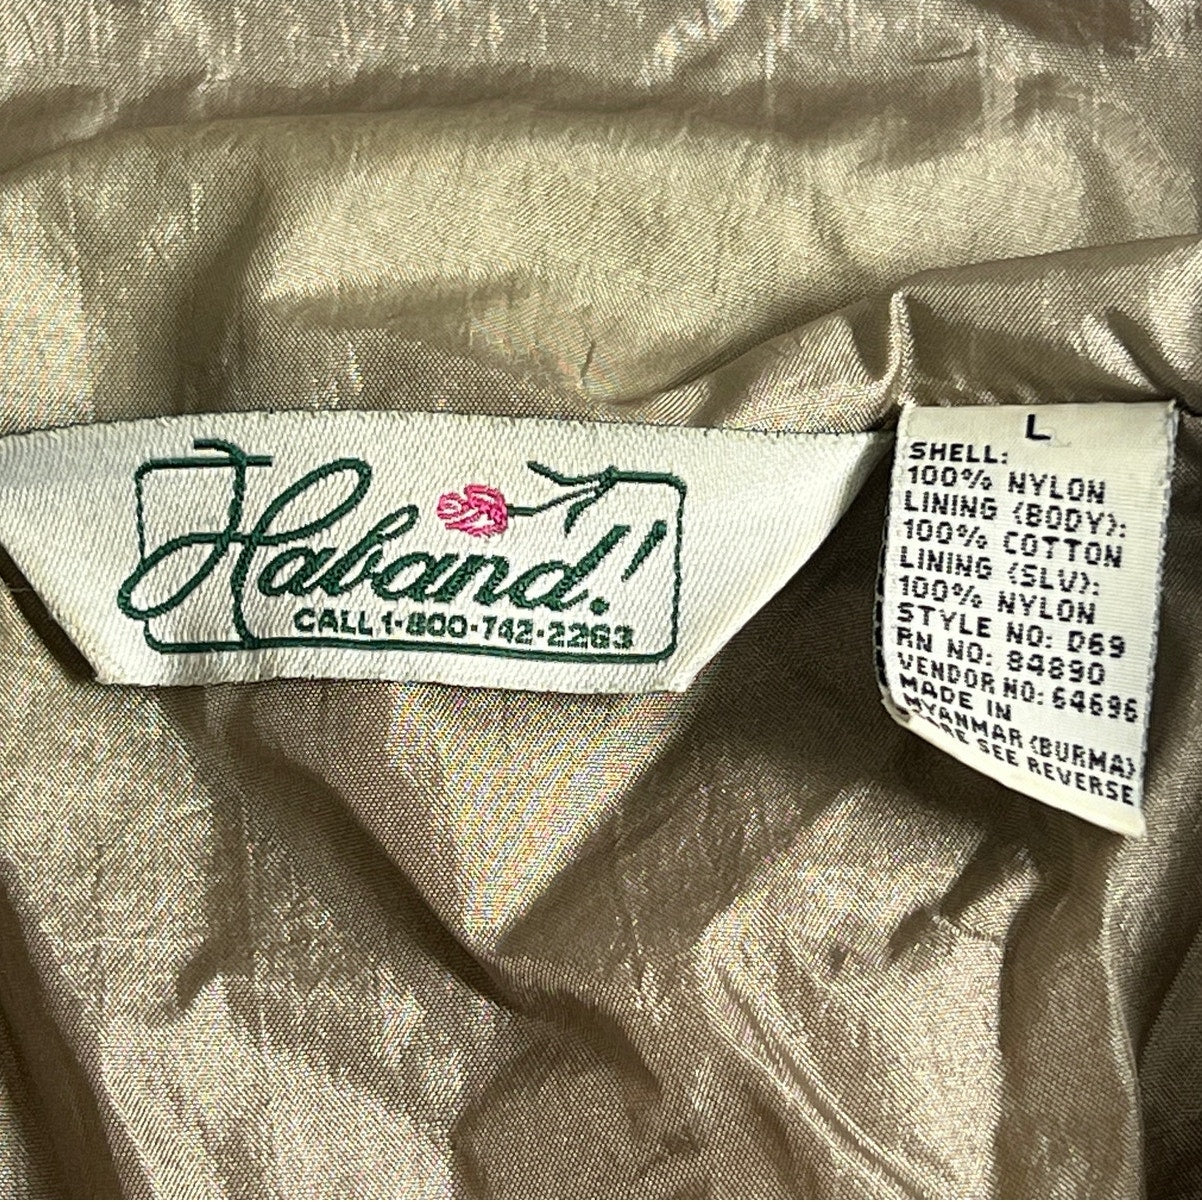 Haband!
CALL 1-800-742-2263
L
SHELL:
100% NYLON
LINING (BODY):
100% COTTON
LINING (SLV):
100% NYLON
STYLE NO: D69
RN NO: 84890
VENDOR NO: 64696
MADE IN
MYANMAR (BURMA)
SEE REVERSE